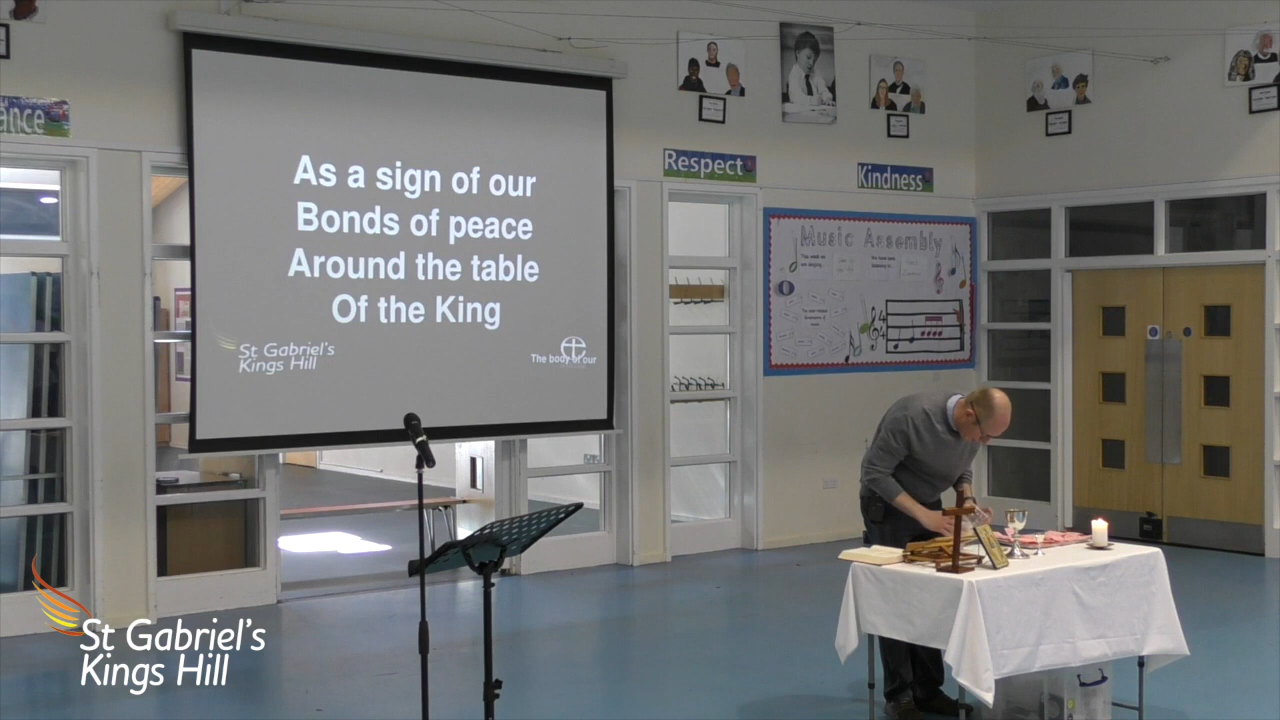 ance
As a sign of our
Bonds of peace
Around the table
Of the King
St Gabriel's
Kings Hill
The body of our
Respect
Kindness
Music Assembly
St Gabriel's
Kings Hill